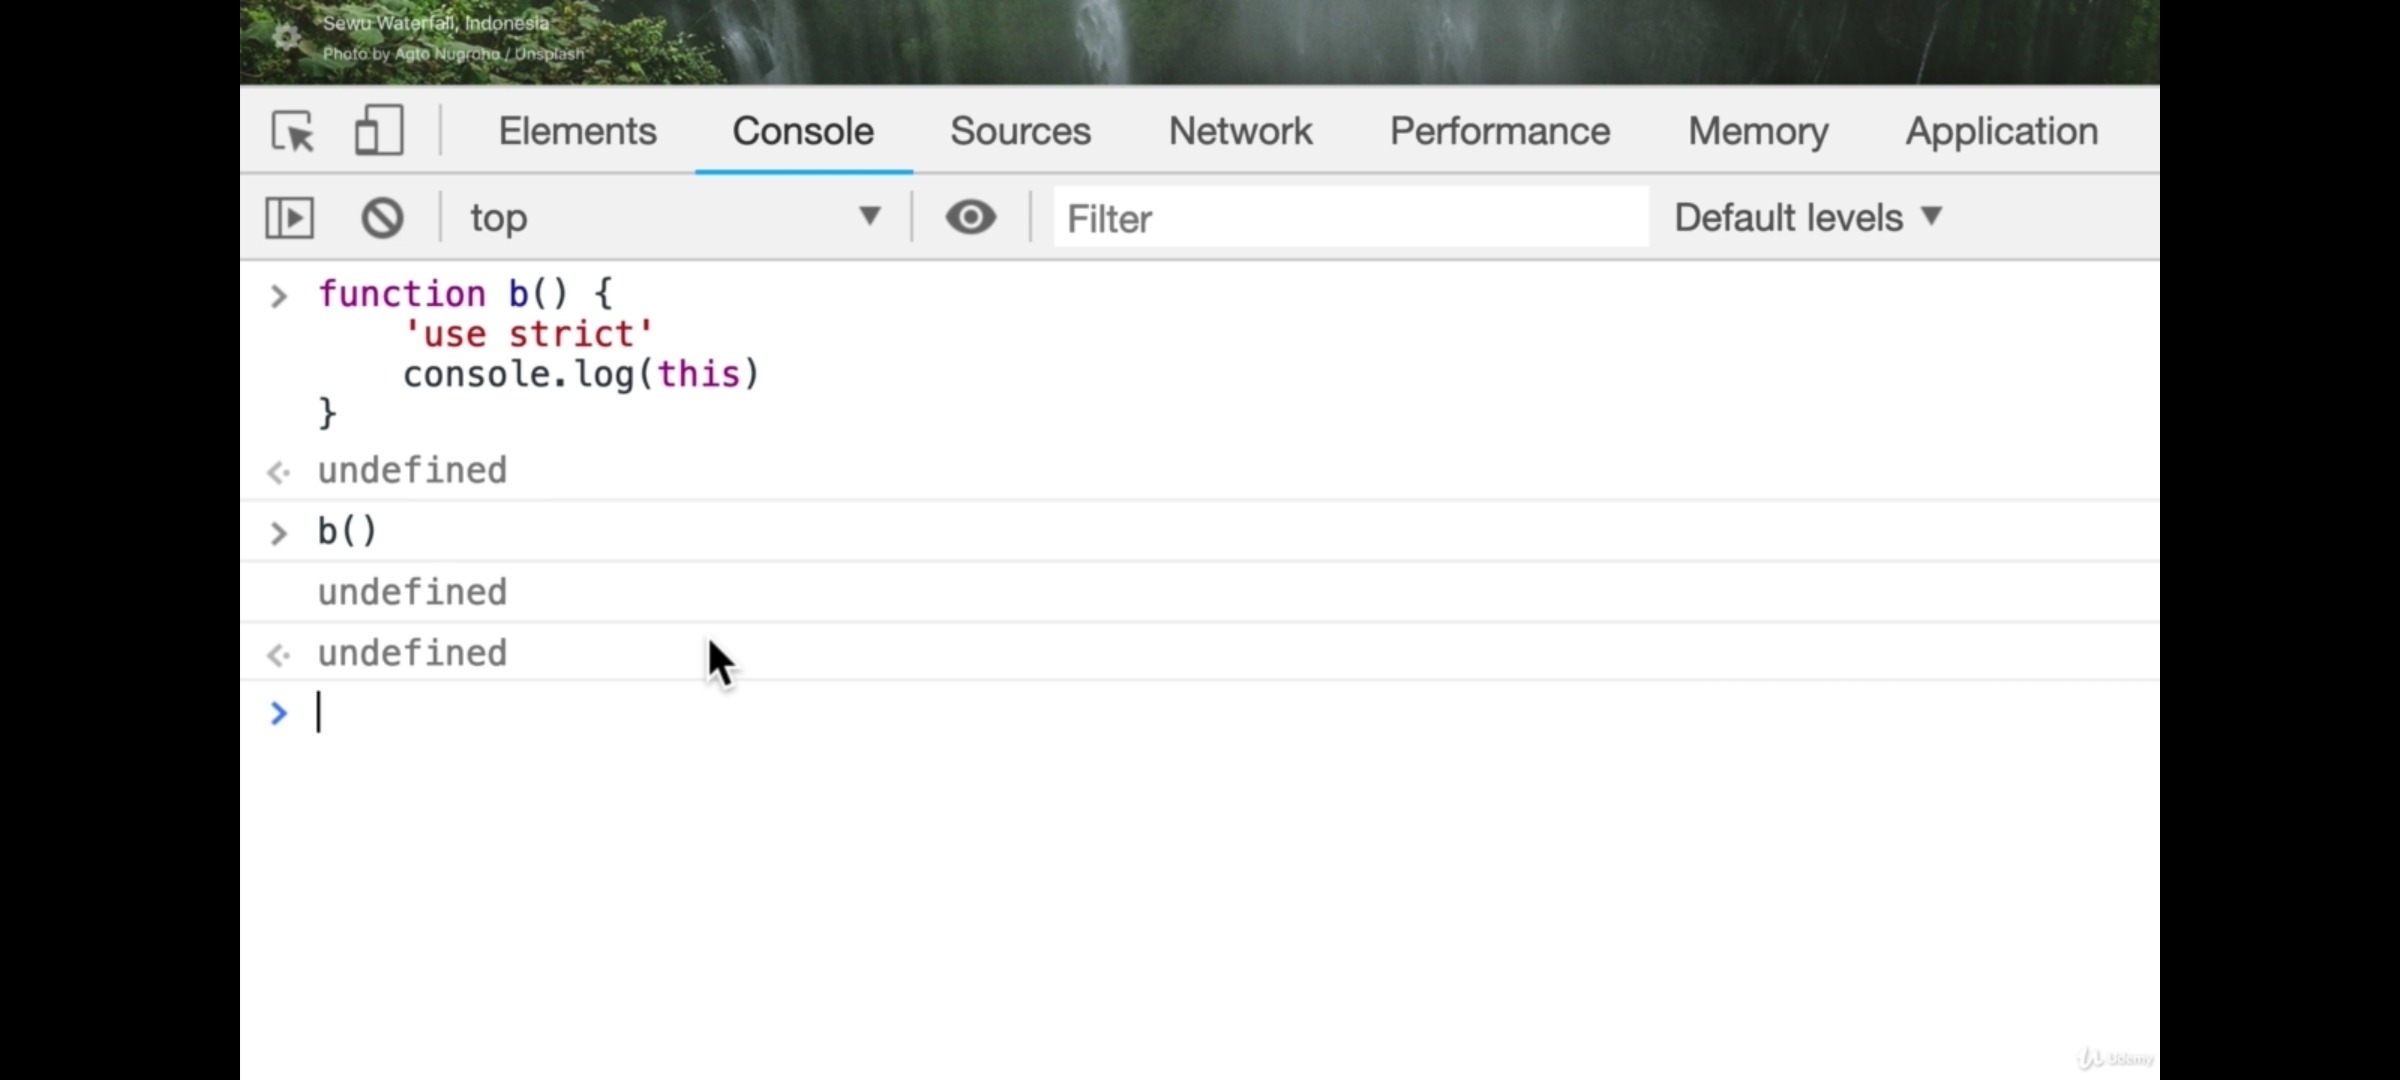 Sewu Waterfall, Indonesia
Photo by Agto Nugroho / Unsplash
Elements Console Sources Network Performance Memory Application
top Filter Default levels
> function b() {
'use strict'
console.log(this)
}
undefined
> b()
undefined
undefined
>
Udemy